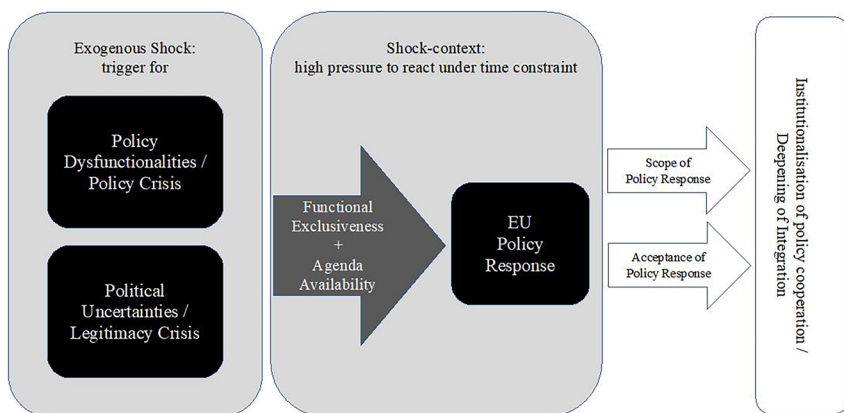 Exogenous Shock:
trigger for
Policy
Dysfunctionalities /
Policy Crisis
Political
Uncertainties /
Legitimacy Crisis
Shock-context:
high pressure to react under time constraint
Functional
Exclusiveness
+
Agenda
Availability
EU
Policy
Response
Scope of
Policy Response
Acceptance of
Policy Response
Institutionalisation of policy cooperation /
Deepening of Integration